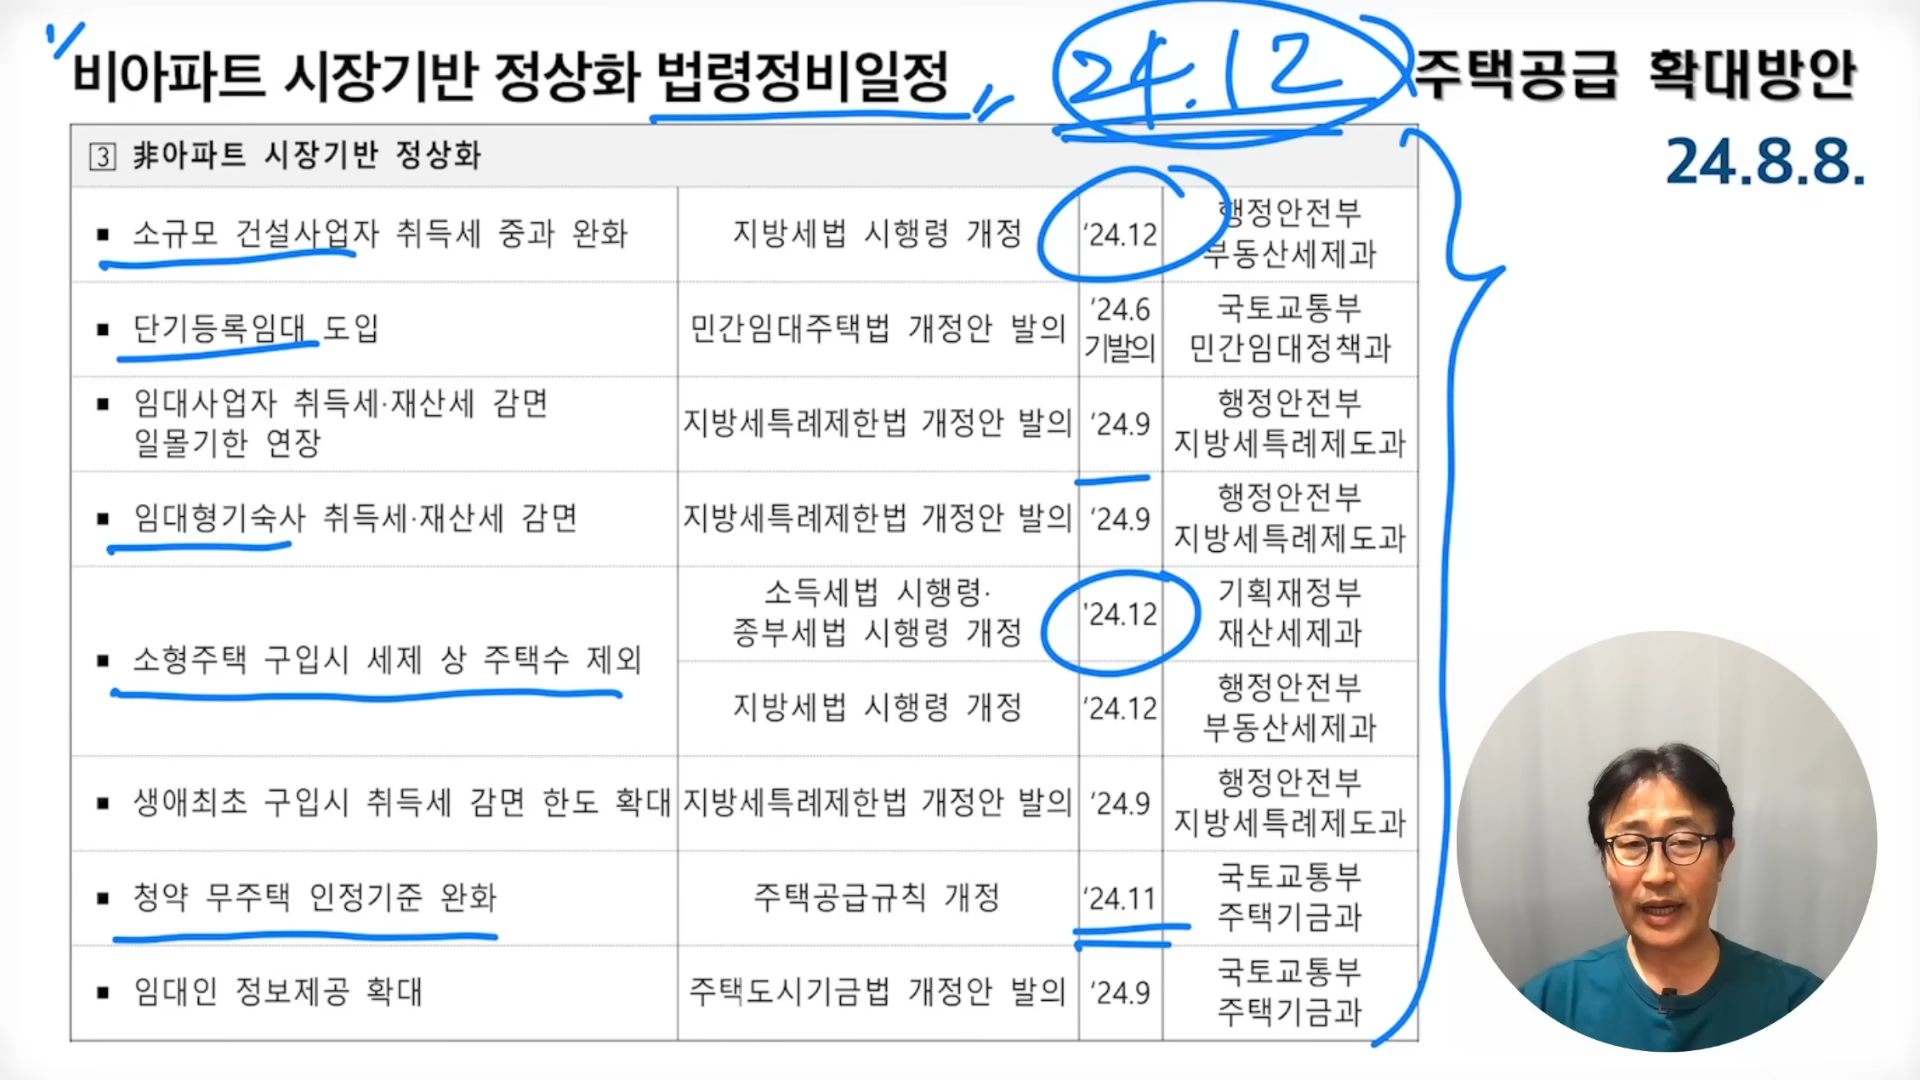 비아파트 시장기반 정상화 법령정비일정
24.12
주택공급 확대방안
24.8.8.
3 非아파트 시장기반 정상화
▪ 소규모 건설사업자 취득세 중과 완화
지방세법 시행령 개정
'24.12
행정안전부
부동산세제과
▪ 단기등록임대 도입
민간임대주택법 개정안 발의
'24.6
기발의
국토교통부
민간임대정책과
▪ 임대사업자 취득세·재산세 감면
일몰기한 연장
지방세특례제한법 개정안 발의
'24.9
행정안전부
지방세특례제도과
▪ 임대형기숙사 취득세·재산세 감면
지방세특례제한법 개정안 발의
'24.9
행정안전부
지방세특례제도과
▪ 소형주택 구입시 세제 상 주택수 제외
소득세법 시행령·
종부세법 시행령 개정
'24.12
기획재정부
재산세제과
지방세법 시행령 개정
'24.12
행정안전부
부동산세제과
▪ 생애최초 구입시 취득세 감면 한도 확대
지방세특례제한법 개정안 발의
'24.9
행정안전부
지방세특례제도과
▪ 청약 무주택 인정기준 완화
주택공급규칙 개정
'24.11
국토교통부
주택기금과
▪ 임대인 정보제공 확대
주택도시기금법 개정안 발의
'24.9
국토교통부
주택기금과